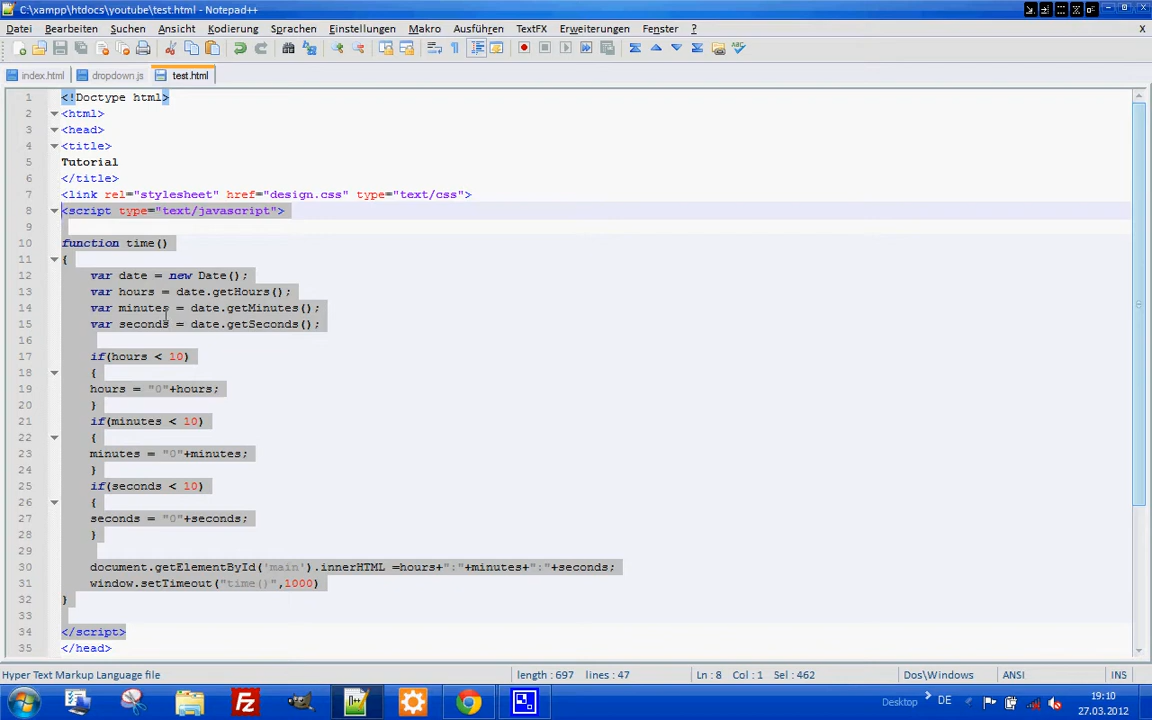 C:\xampp\htdocs\youtube\test.html - Notepad++
Datei Bearbeiten Suchen Ansicht Kodierung Sprachen Einstellungen Makro Ausführen TextFX Erweiterungen Fenster ? X
index.html dropdown.js test.html
1 <!Doctype html>
2 <html>
3 <head>
4 <title>
5 Tutorial
6 </title>
7 <link rel="stylesheet" href="design.css" type="text/css">
8 <script type="text/javascript">
9
10 function time()
11 {
12 var date = new Date();
13 var hours = date.getHours();
14 var minutes = date.getMinutes();
15 var seconds = date.getSeconds();
16
17 if(hours < 10)
18 {
19 hours = "0"+hours;
20 }
21 if(minutes < 10)
22 {
23 minutes = "0"+minutes;
24 }
25 if(seconds < 10)
26 {
27 seconds = "0"+seconds;
28 }
29
30 document.getElementById('main').innerHTML =hours+":"+minutes+":"+seconds;
31 window.setTimeout("time()",1000)
32 }
33
34 </script>
35 </head>
Hyper Text Markup Language file length : 697 lines : 47 Ln : 8 Col : 1 Sel : 462 Dos\Windows ANSI INS
Desktop DE 19:10
27.03.2012